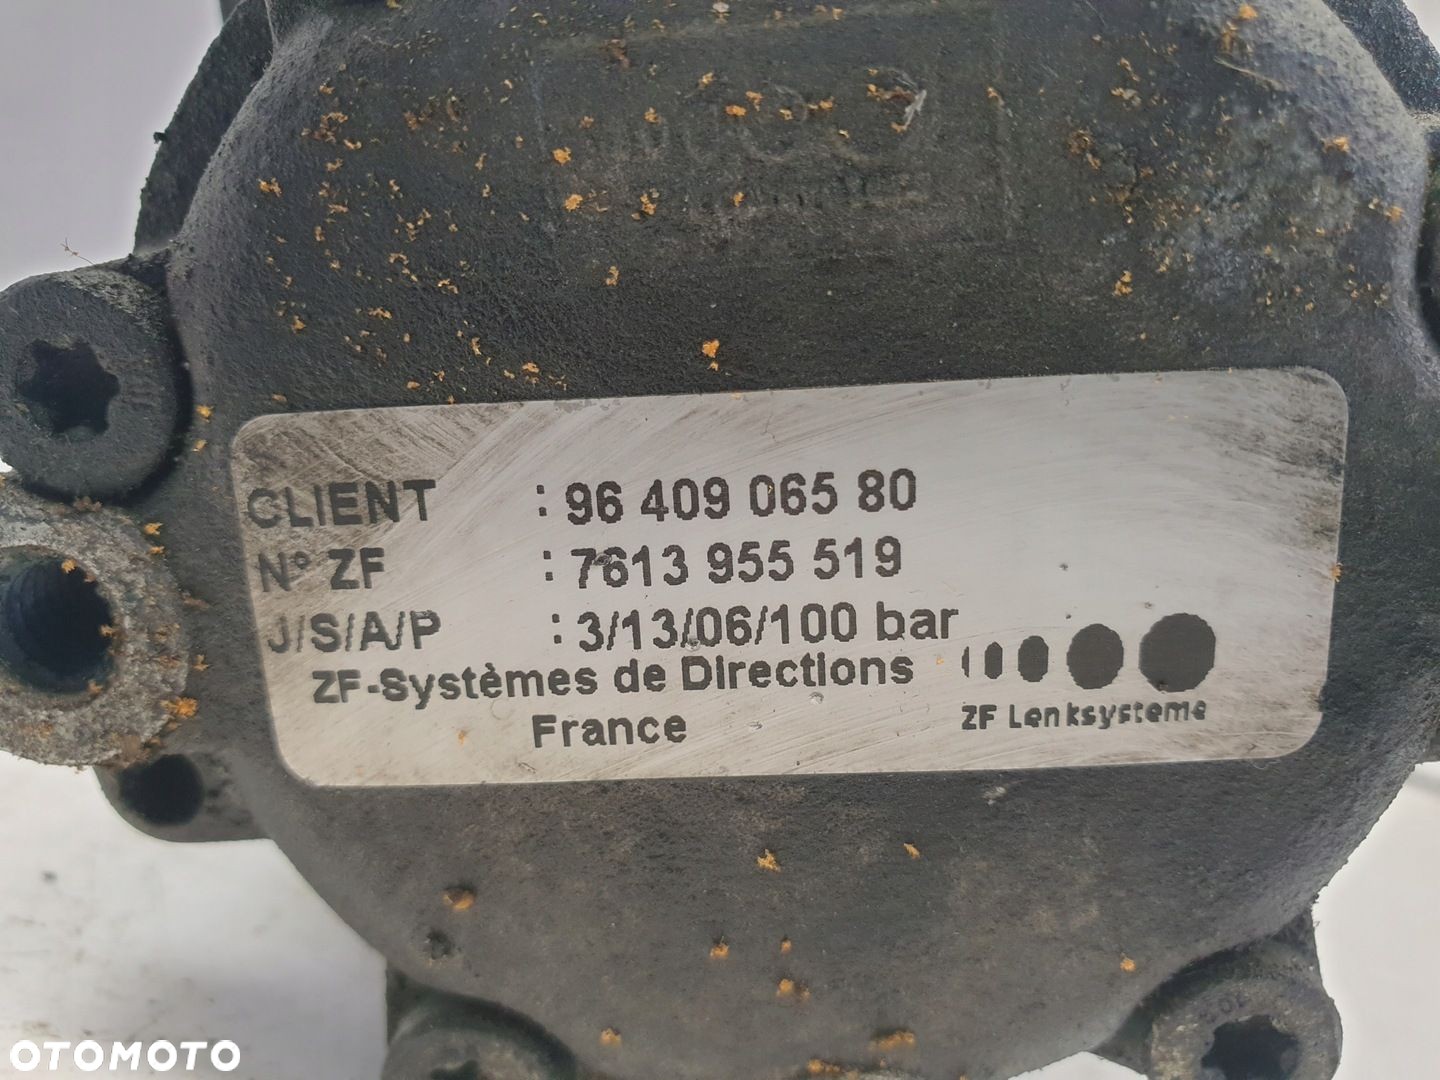 CLIENT : 96 409 065 80
N° ZF : 7613 955 519
J/S/A/P : 3/13/06/100 bar
ZF-Systèmes de Directions
France
ZF Lenksysteme
OTOMOTO